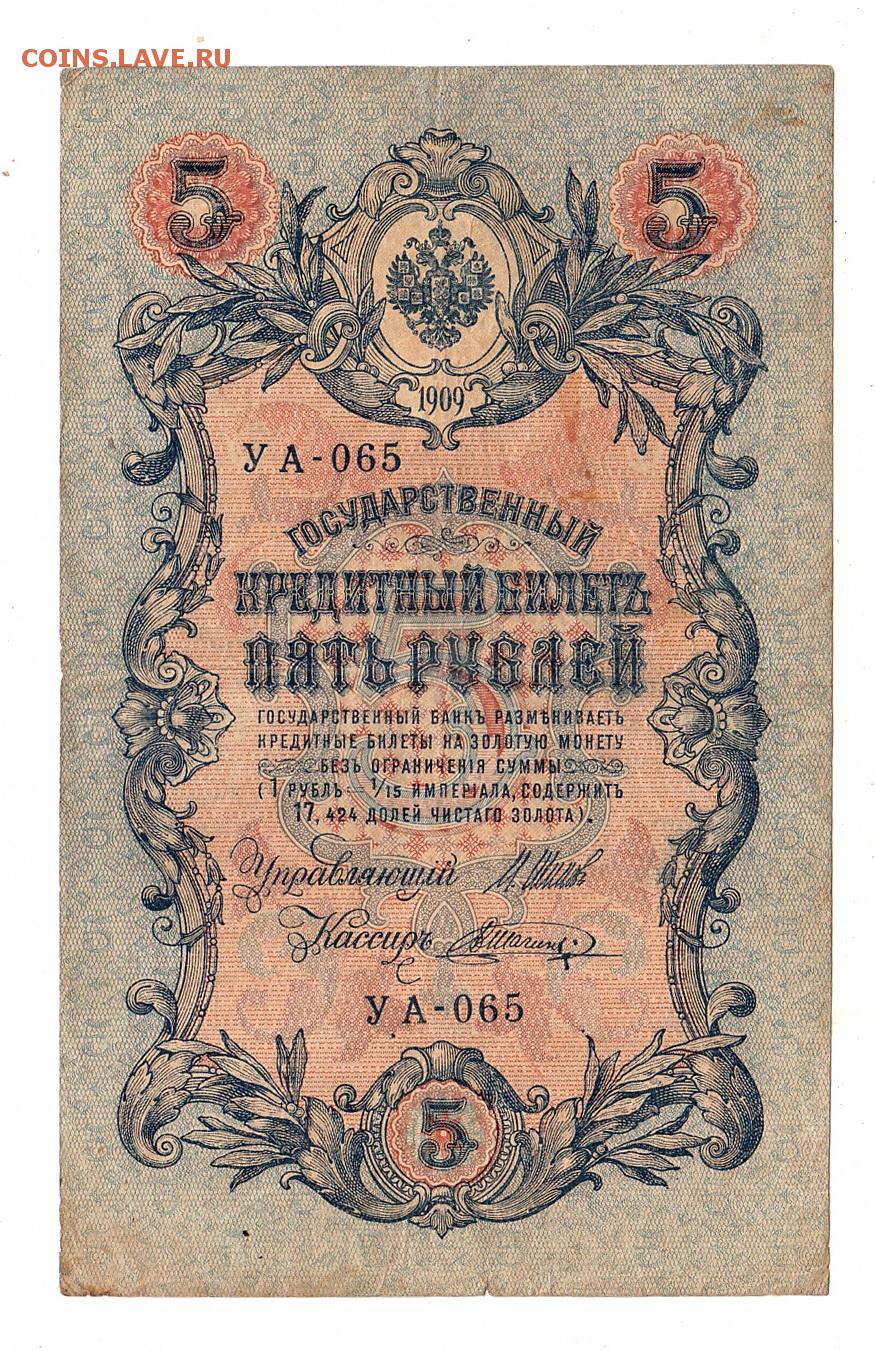 COINS.LAVE.RU
5 5
1909
УА-065
ГОСУДАРСТВЕННЫЙ
КРЕДИТНЫЙ БИЛЕТЪ
ПЯТЬ РУБЛЕЙ
ГОСУДАРСТВЕННЫЙ БАНКЪ РАЗМѢНИВАЕТЪ
КРЕДИТНЫЕ БИЛЕТЫ НА ЗОЛОТУЮ МОНЕТУ
БЕЗЪ ОГРАНИЧЕНІЯ СУММЫ
(1 РУБЛЬ = 1/15 ИМПЕРІАЛА, СОДЕРЖИТЪ
17,424 ДОЛЕЙ ЧИСТАГО ЗОЛОТА).
Управляющій И. Шипов
Кассиръ
УА-065
5